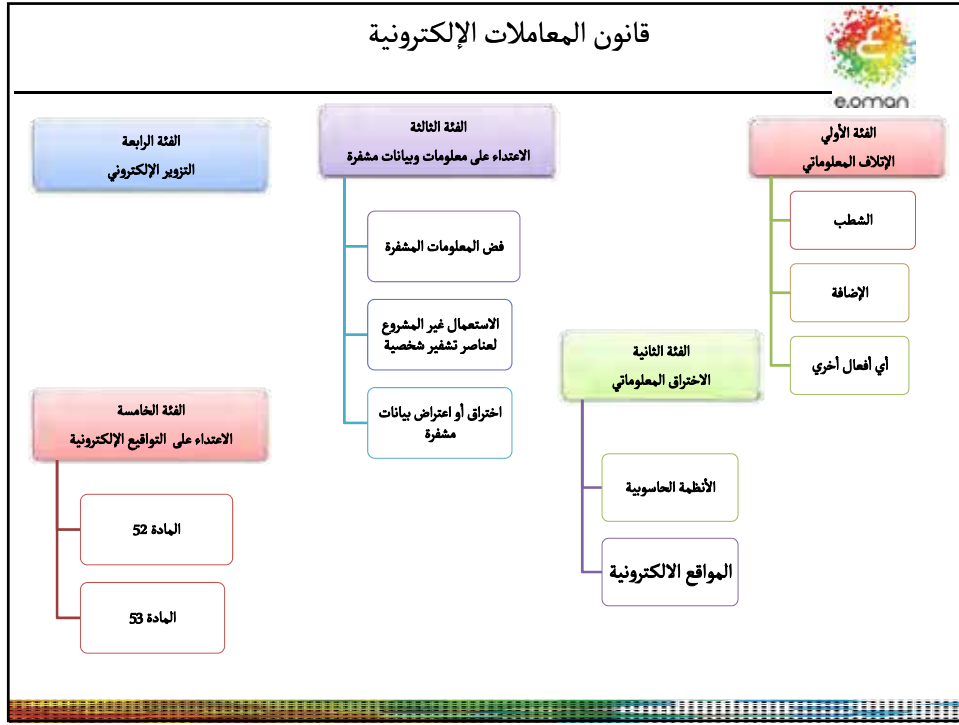 قانون المعاملات الإلكترونية
e.oman
الفئة الأولي
الإتلاف المعلوماتي
الشطب
الإضافة
أي أفعال أخري
الفئة الثانية
الاختراق المعلوماتي
الأنظمة الحاسوبية
المواقع الالكترونية
الفئة الثالثة
الاعتداء على معلومات وبيانات مشفرة
فض المعلومات المشفرة
الاستعمال غير المشروع
لعناصر تشفير شخصية
اختراق أو اعتراض بيانات
مشفرة
الفئة الرابعة
التزوير الإلكتروني
الفئة الخامسة
الاعتداء على التواقيع الإلكترونية
المادة 52
المادة 53